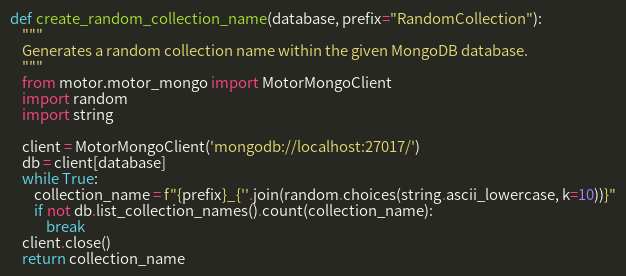 def create_random_collection_name(database, prefix="RandomCollection"):
"""
Generates a random collection name within the given MongoDB database.
"""
from motor.motor_mongo import MotorMongoClient
import random
import string
client = MotorMongoClient('mongodb://localhost:27017/')
db = client[database]
while True:
collection_name = f"{prefix}_{''.join(random.choices(string.ascii_lowercase, k=10))}"
if not db.list_collection_names().count(collection_name):
break
client.close()
return collection_name